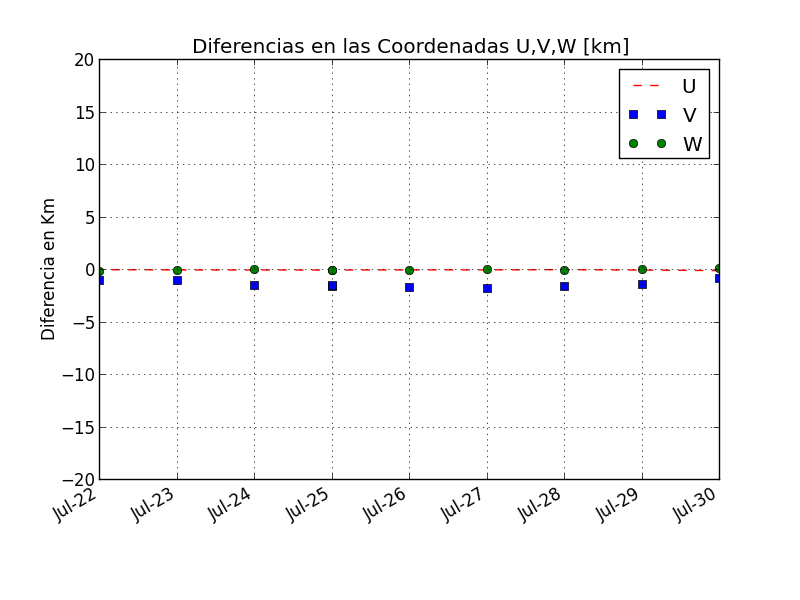 Diferencias en las Coordenadas U,V,W [km]
U
V
W
Diferencia en Km
20
15
10
5
0
−5
−10
−15
−20
Jul-22
Jul-23
Jul-24
Jul-25
Jul-26
Jul-27
Jul-28
Jul-29
Jul-30